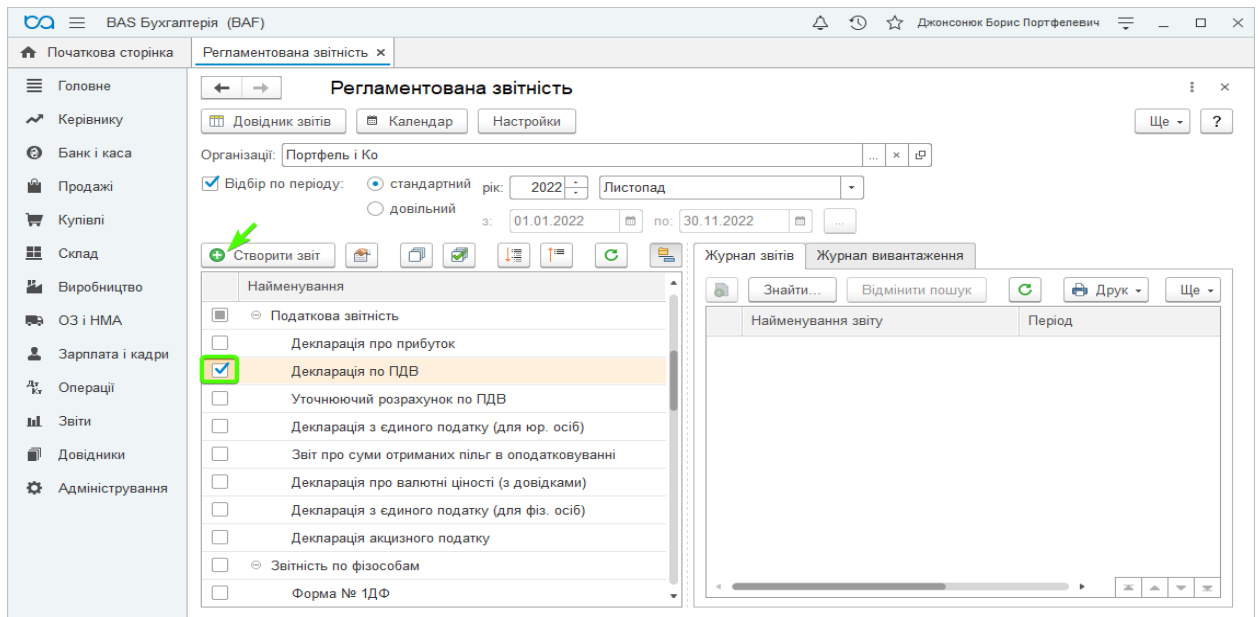 BAS Бухгалтерія (BAF)
Джонсонюк Борис Портфелевич
Початкова сторінка
Регламентована звітність ×
Головне
Керівнику
Банк і каса
Продажі
Купівлі
Склад
Виробництво
ОЗ і НМА
Зарплата і кадри
Дт Кт Операції
Звіти
Довідники
Адміністрування
Регламентована звітність
Довідник звітів Календар Настройки Ще ?
Організації: Портфель і Ко ... ×
Відбір по періоду: стандартний рік: 2022 Листопад
довільний з: 01.01.2022 по: 30.11.2022 ...
Створити звіт
Найменування
Податкова звітність
Декларація про прибуток
Декларація по ПДВ
Уточнюючий розрахунок по ПДВ
Декларація з єдиного податку (для юр. осіб)
Звіт про суми отриманих пільг в оподатковуванні
Декларація про валютні ціності (з довідками)
Декларація з єдиного податку (для фіз. осіб)
Декларація акцизного податку
Звітність по фізособам
Форма № 1ДФ
Журнал звітів Журнал вивантаження
Знайти... Відмінити пошук Друк Ще
Найменування звіту Період